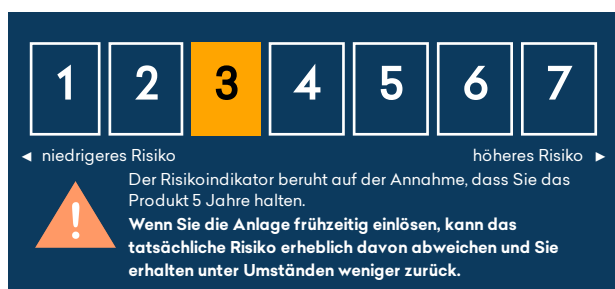 1 2 3 4 5 6 7
◄ niedrigeres Risiko höheres Risiko ►
Der Risikoindikator beruht auf der Annahme, dass Sie das
Produkt 5 Jahre halten.
Wenn Sie die Anlage frühzeitig einlösen, kann das
tatsächliche Risiko erheblich davon abweichen und Sie
erhalten unter Umständen weniger zurück.